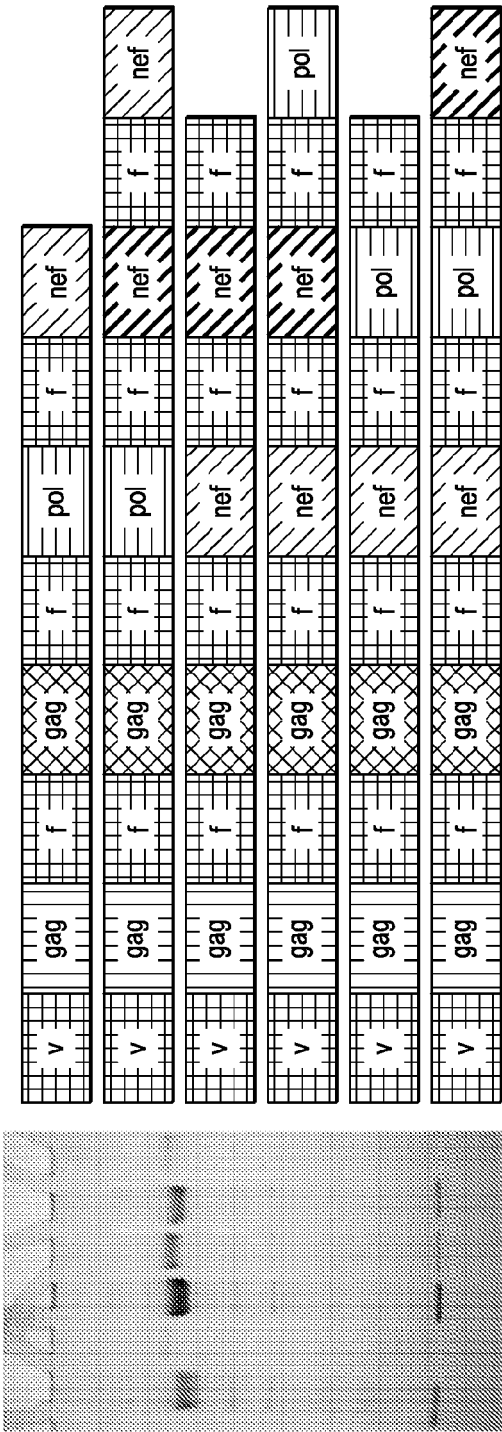 v gag f gag f pol f nef
v gag f gag f pol f nef f nef
v gag f gag f nef f nef f
v gag f gag f nef f nef f pol
v gag f gag f nef f pol f
v gag f gag f nef f pol f nef